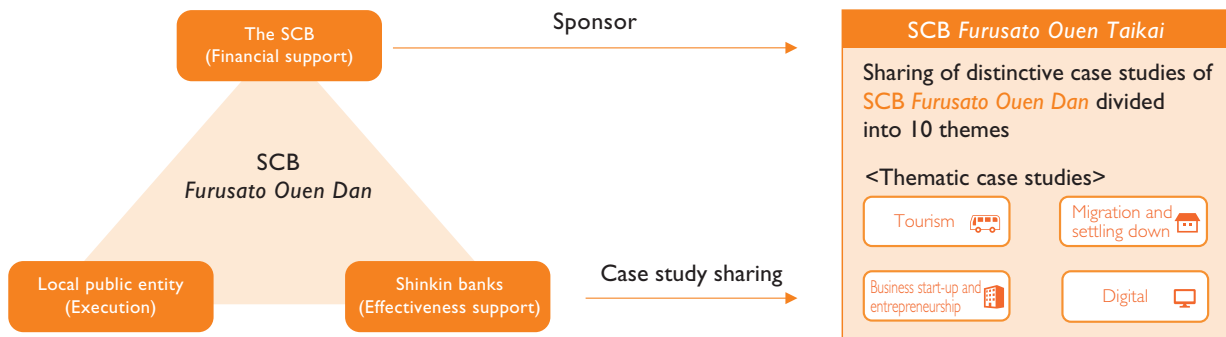 The SCB
(Financial support)
Sponsor
SCB Furusato Ouen Taikai
Sharing of distinctive case studies of
SCB Furusato Ouen Dan divided
into 10 themes
SCB
Furusato Ouen Dan
<Thematic case studies>
Tourism
Migration and
settling down
Local public entity
(Execution)
Shinkin banks
(Effectiveness support)
Case study sharing
Business start-up and
entrepreneurship
Digital